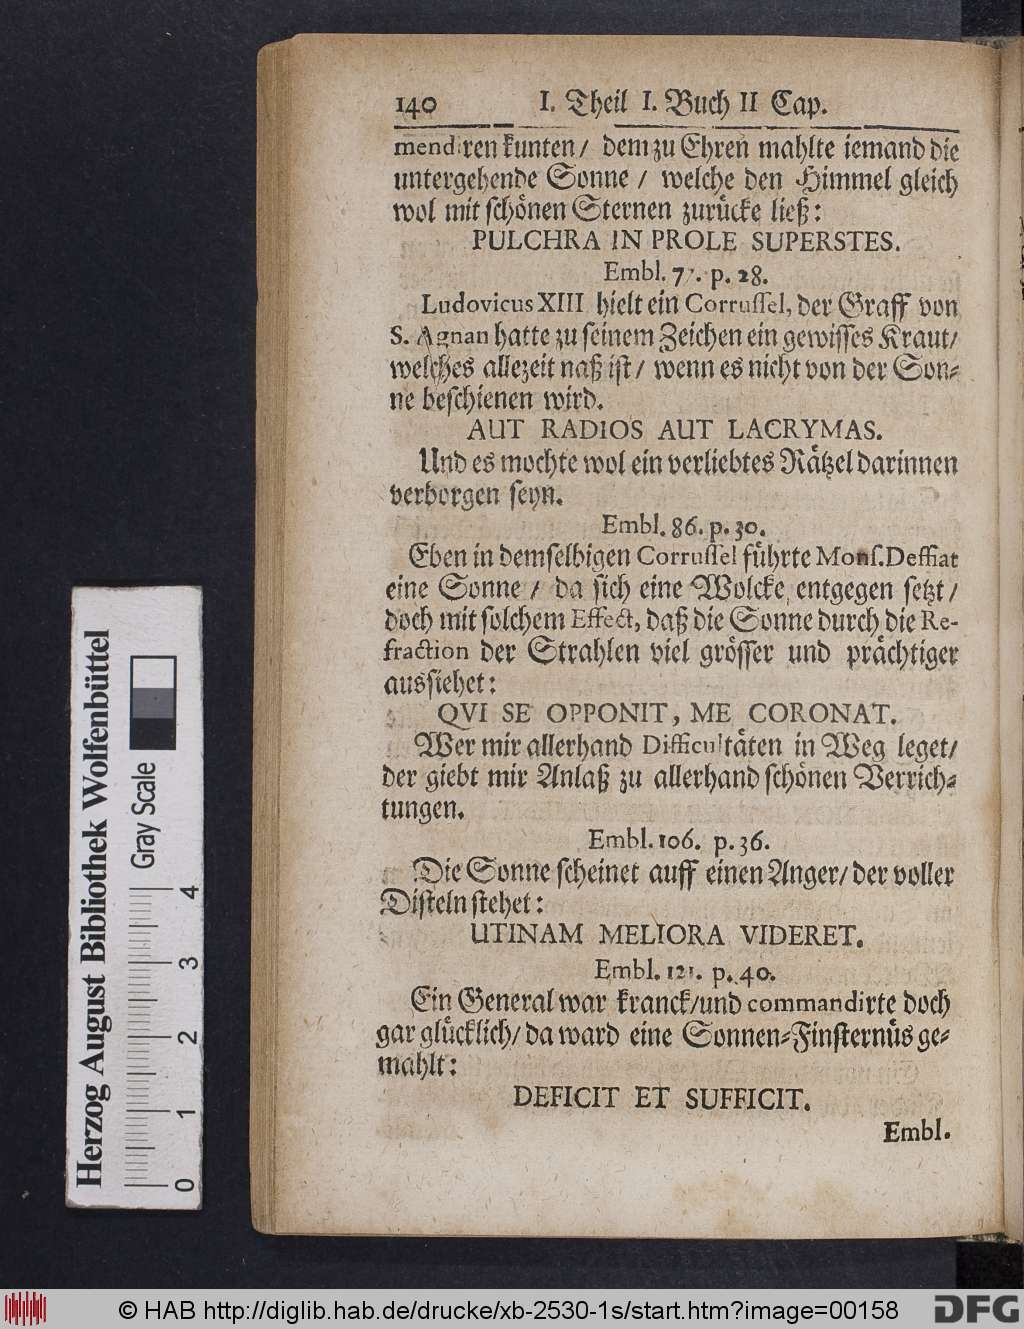 140 I. Theil I. Buch II Cap.
mendiren kunten / dem zu Ehren mahlte iemand die
untergehende Sonne / welche den Himmel gleich
wol mit schönen Sternen zurücke ließ:
PULCHRA IN PROLE SUPERSTES.
Embl. 77. p. 28.
Ludovicus XIII hielt ein Corrussel, der Graff von
S. Agnan hatte zu seinem Zeichen ein gewisses Kraut/
welches allezeit naß ist / wenn es nicht von der Son-
ne beschienen wird.
AUT RADIOS AUT LACRYMAS.
Und es mochte wol ein verliebtes Rätzel darinnen
verborgen seyn.
Embl. 86. p. 30.
Eben in demselbigen Corrussel führte Mons. Deffiat
eine Sonne / da sich eine Wolcke entgegen setzt /
doch mit solchem Effect, daß die Sonne durch die Re-
fraction der Strahlen viel grösser und prächtiger
aussiehet:
QVI SE OPPONIT, ME CORONAT.
Wer mir allerhand Difficultäten in Weg leget/
der giebt mir Anlaß zu allerhand schönen Verrich-
tungen.
Embl. 106. p. 36.
Die Sonne scheinet auff einen Anger/ der voller
Disteln stehet:
UTINAM MELIORA VIDERET.
Embl. 121. p. 40.
Ein General war kranck/und commandirte doch
gar glücklich/ da ward eine Sonnen-Finsternüs ge-
mahlt:
DEFICIT ET SUFFICIT.
Embl.
Herzog August Bibliothek Wolfenbüttel
Gray Scale
0 1 2 3 4
© HAB http://diglib.hab.de/drucke/xb-2530-1s/start.htm?image=00158
DFG